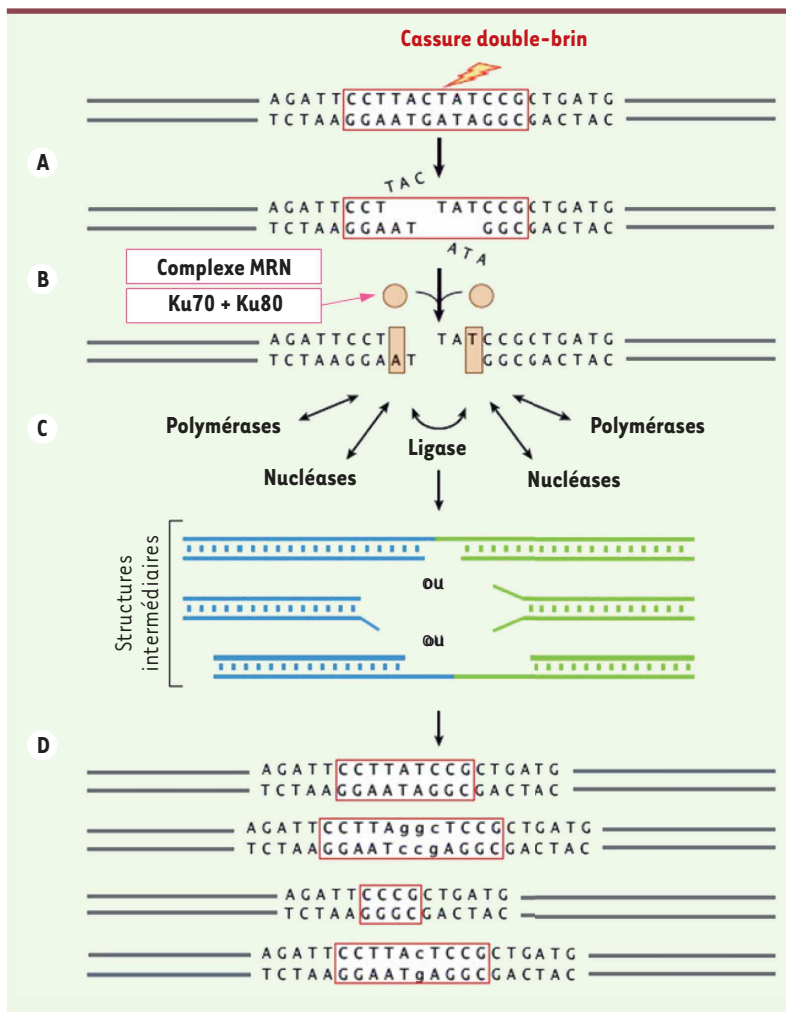 Cassure double-brin
AGATTCCTTACTATCCGCTGATG
TCTAAGGAATGATAGGCGACTAC
A
TAC
AGATTCCT TATCCGCTGATG
TCTAAGGAAT GGCGACTAC
ATA
B
Complexe MRN
Ku70 + Ku80
AGATTCCT TATCCGCTGATG
TCTAAGGAAT GGCGACTAC
C
Polymérases
Polymérases
Ligase
Nucléases
Nucléases
Structures
intermédiaires
ou
ou
D
AGATTCCTTATCCGCTGATG
TCTAAGGAATAGGCGACTAC
AGATTCCTTAggcTCCGCTGATG
TCTAAGGAATccgAGGCGACTAC
AGATTCCCGCTGATG
TCTAAGGGCGACTAC
AGATTCCTTAcTCCGCTGATG
TCTAAGGAATgAGGCGACTAC